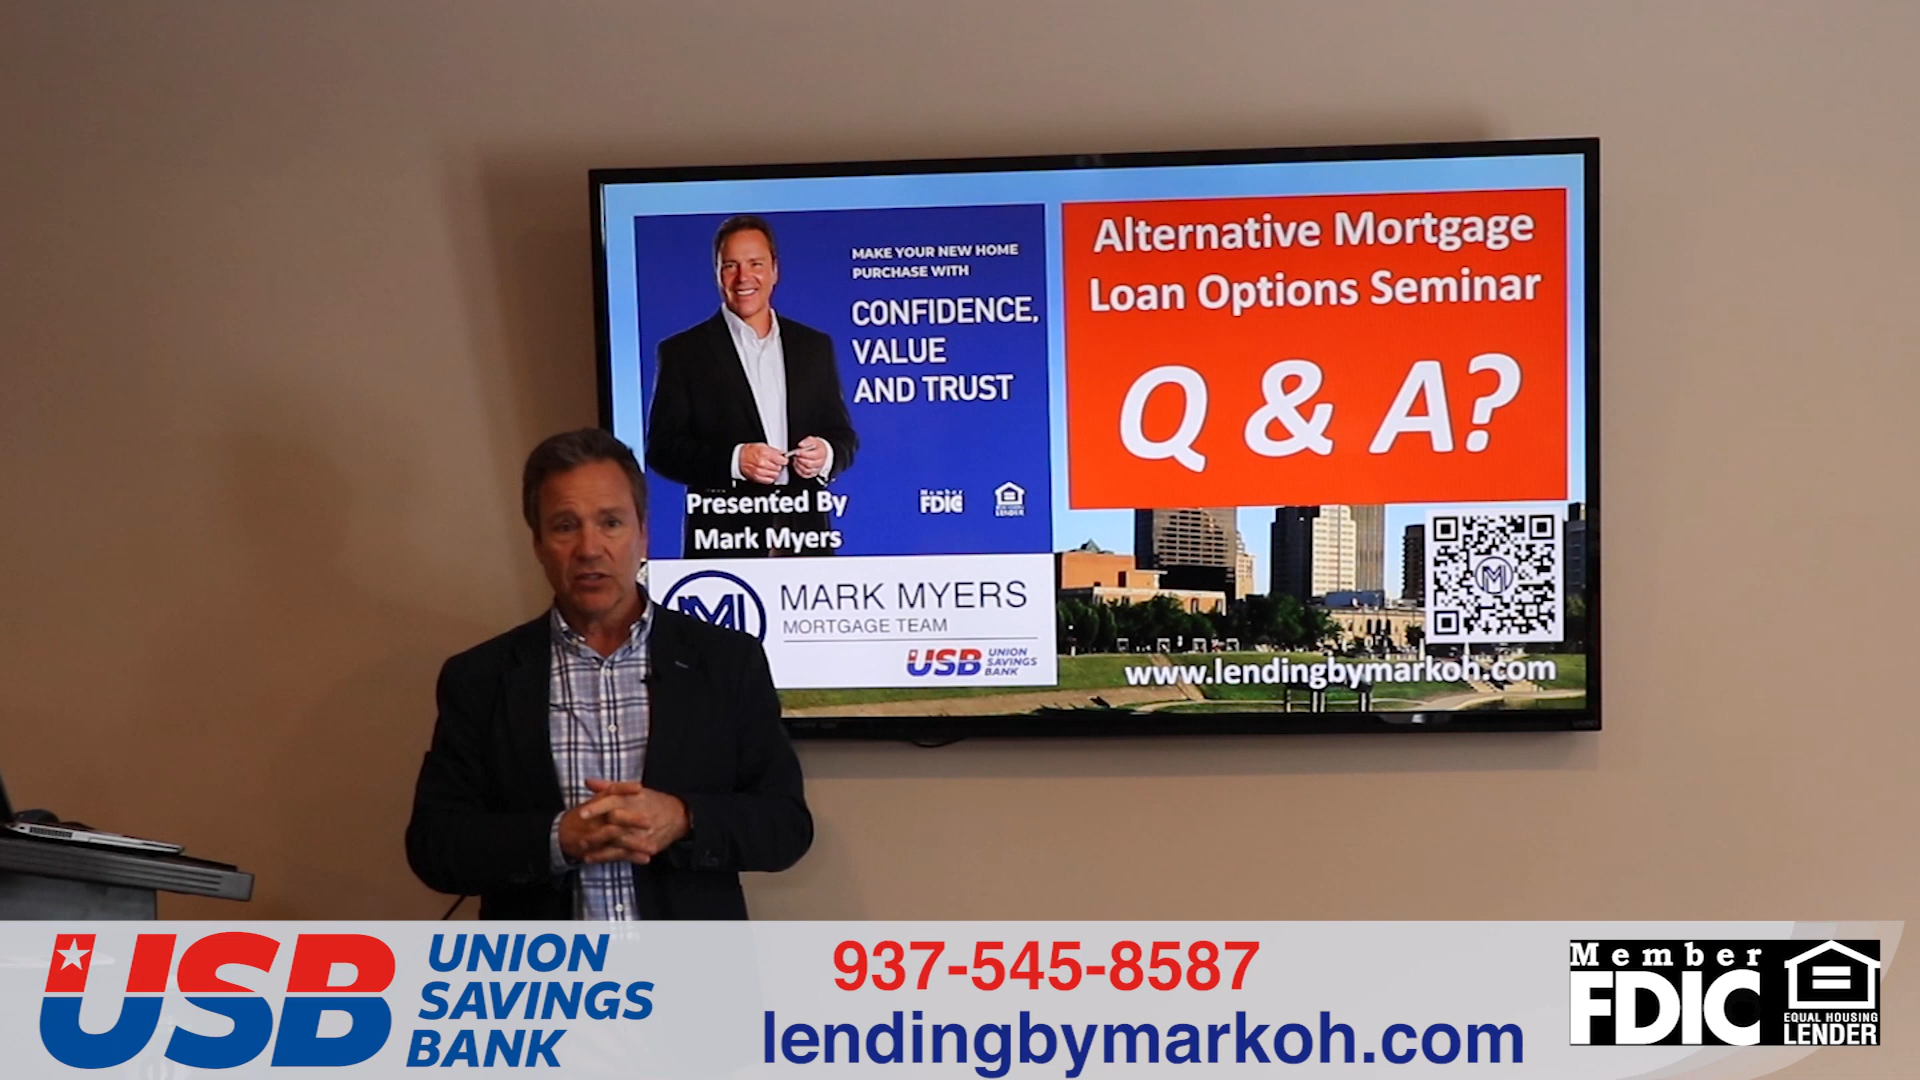 MAKE YOUR NEW HOME
PURCHASE WITH
CONFIDENCE,
VALUE
AND TRUST
Presented By
Mark Myers
Member
FDIC
MARK MYERS
MORTGAGE TEAM
USB UNION
SAVINGS
BANK
Alternative Mortgage
Loan Options Seminar
Q & A?
www.lendingbymarkoh.com
USB UNION
SAVINGS
BANK
937-545-8587
lendingbymarkoh.com
Member
FDIC
EQUAL HOUSING
LENDER